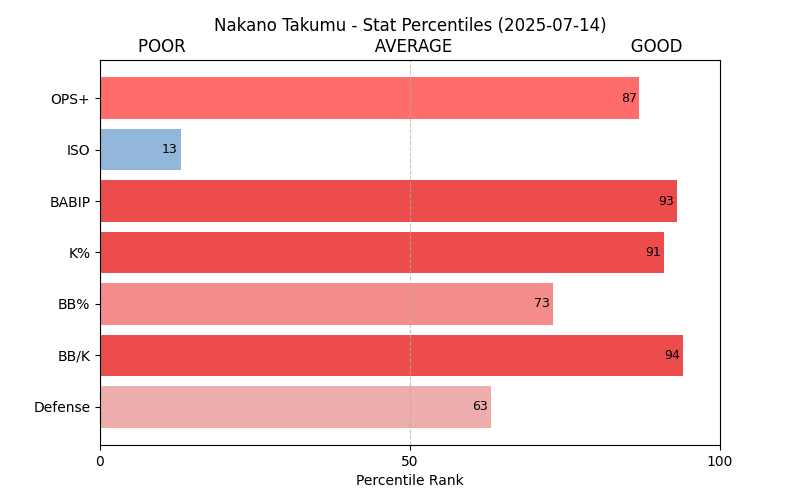 Nakano Takumu - Stat Percentiles (2025-07-14)
POOR AVERAGE GOOD
OPS+ 87
ISO 13
BABIP 93
K% 91
BB% 73
BB/K 94
Defense 63
0 50 100
Percentile Rank